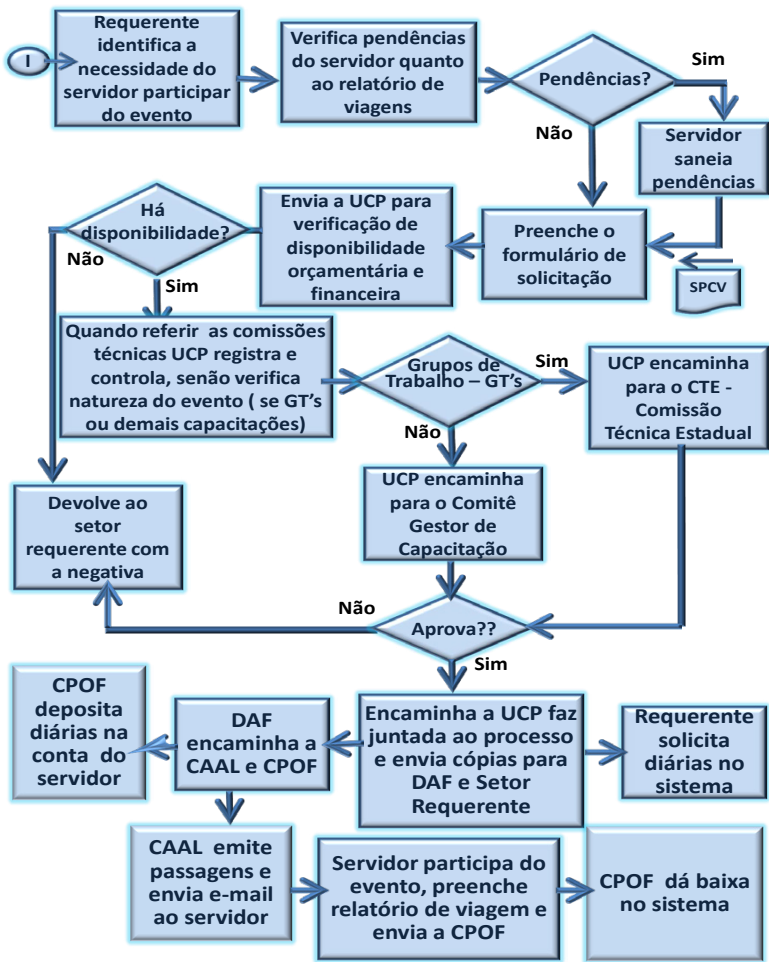 I
Requerente
identifica a
necessidade do
servidor participar
do evento
Verifica pendências
do servidor quanto
ao relatório de
viagens
Pendências?
Sim
Não
Servidor
saneia
pendências
Preenche o
formulário de
solicitação
SPCV
Envia a UCP para
verificação de
disponibilidade
orçamentária e
financeira
Há
disponibilidade?
Não
Sim
Quando referir as comissões
técnicas UCP registra e
controla, senão verifica
natureza do evento ( se GT's
ou demais capacitações)
Grupos de
Trabalho – GT's
Sim
Não
UCP encaminha
para o CTE -
Comissão
Técnica Estadual
UCP encaminha
para o Comitê
Gestor de
Capacitação
Devolve ao
setor
requerente com
a negativa
Aprova??
Não
Sim
Encaminha a UCP faz
juntada ao processo
e envia cópias para
DAF e Setor
Requerente
Requerente
solicita
diárias no
sistema
DAF
encaminha a
CAAL e CPOF
CPOF
deposita
diárias na
conta do
servidor
CAAL emite
passagens e
envia e-mail
ao servidor
Servidor participa do
evento, preenche
relatório de viagem e
envia a CPOF
CPOF dá baixa
no sistema